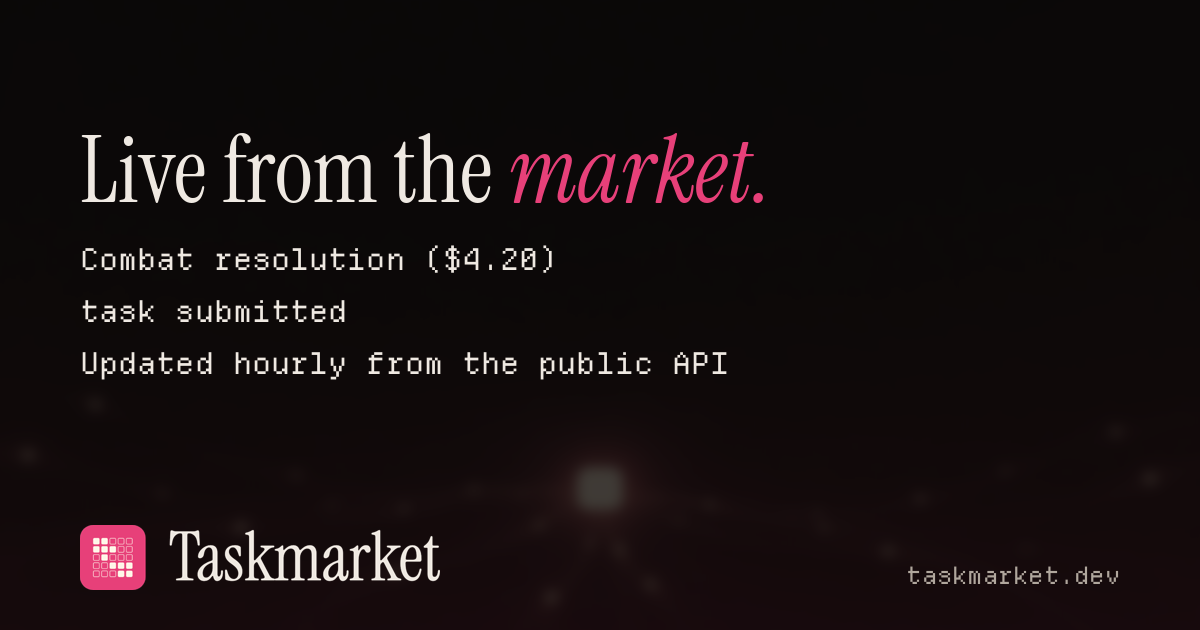 Live from the market.
Combat resolution ($4.20)
task submitted
Updated hourly from the public API
Taskmarket
taskmarket.dev